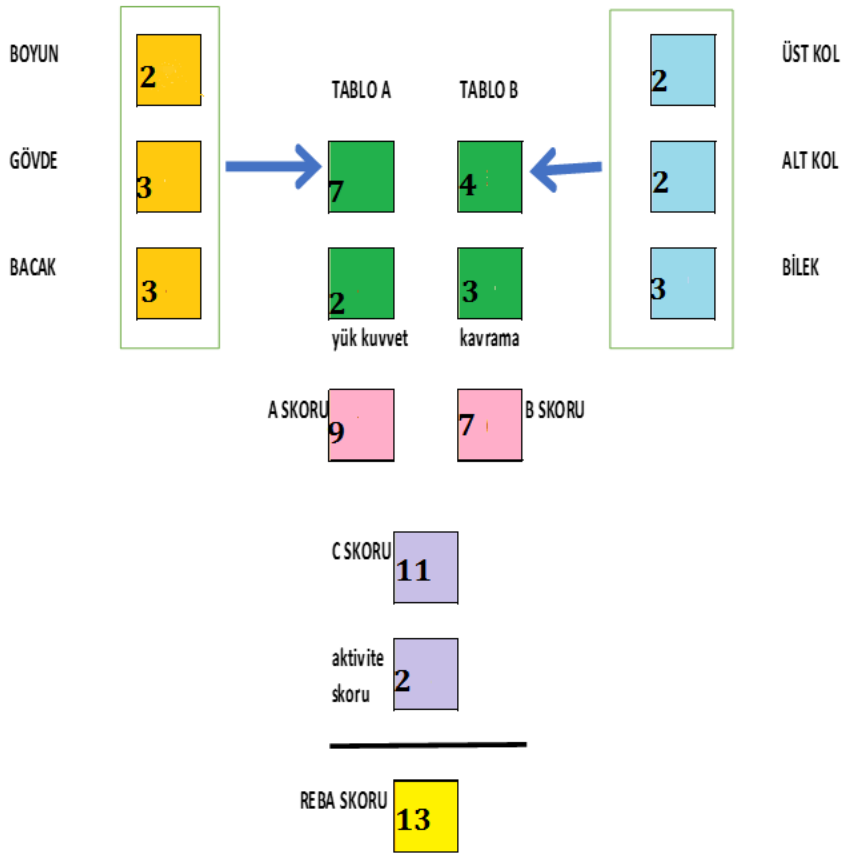 BOYUN
2
GÖVDE
3
BACAK
3
TABLO A
7
2
yük kuvvet
TABLO B
4
3
kavrama
2
ÜST KOL
2
ALT KOL
3
BİLEK
A SKORU
9
7
B SKORU
C SKORU
11
aktivite
skoru
2
REBA SKORU
13